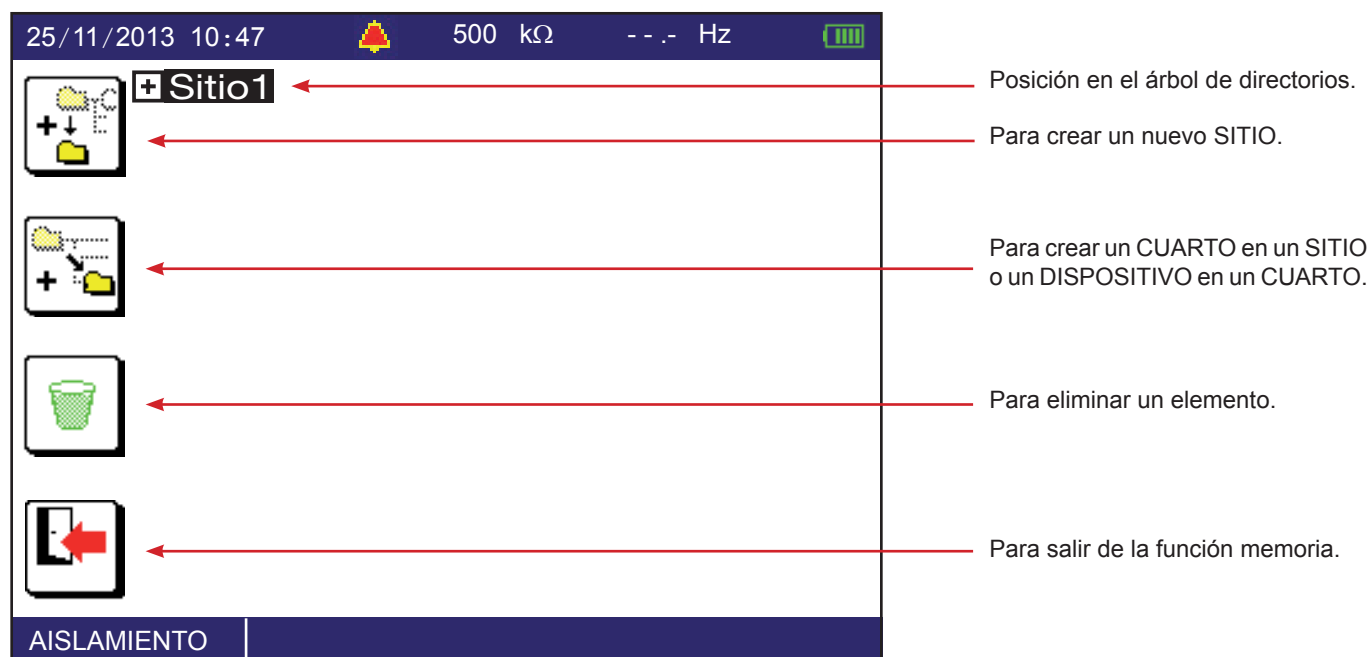 25/11/2013 10:47 500 kΩ - - .- Hz
+ Sitio1
Posición en el árbol de directorios.
Para crear un nuevo SITIO.
Para crear un CUARTO en un SITIO
o un DISPOSITIVO en un CUARTO.
Para eliminar un elemento.
Para salir de la función memoria.
AISLAMIENTO